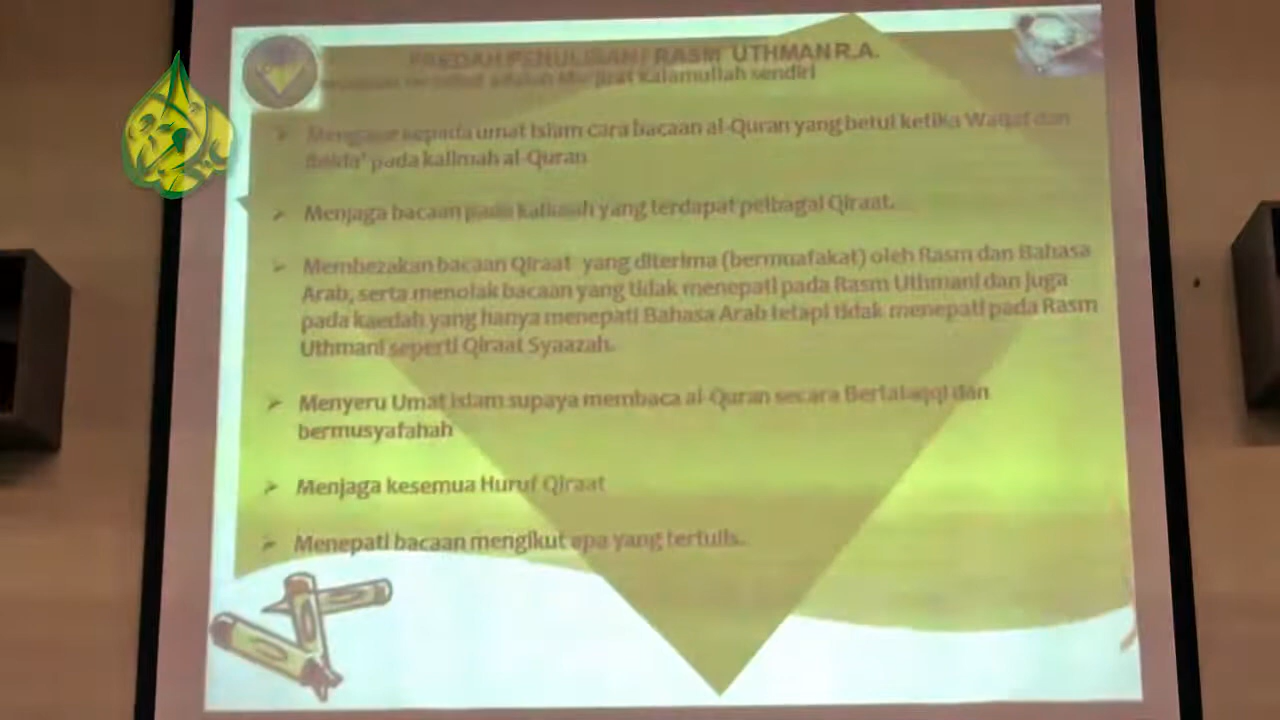 FAEDAH PENULISAN RASM UTHMAN R.A.
adalah kalamullah sendiri
kepada umat Islam cara bacaan al-Quran yang betul ketika Waqaf dan
Ibtida' pada kalimah al-Quran
Menjaga bacaan pada kalimah yang terdapat pelbagai Qiraat.
Membezakan bacaan Qiraat yang diterima (bermuafakat) oleh Rasm dan Bahasa
Arab, serta menolak bacaan yang tidak menepati pada Rasm Uthmani dan juga
pada kaedah yang hanya menepati Bahasa Arab tetapi tidak menepati pada Rasm
Uthmani seperti Qiraat Syaazah.
Menyeru Umat Islam supaya membaca al-Quran secara Bertalaqqi dan
bermusyafahah
Menjaga kesemua Huruf Qiraat
Menepati bacaan mengikut apa yang tertulis.